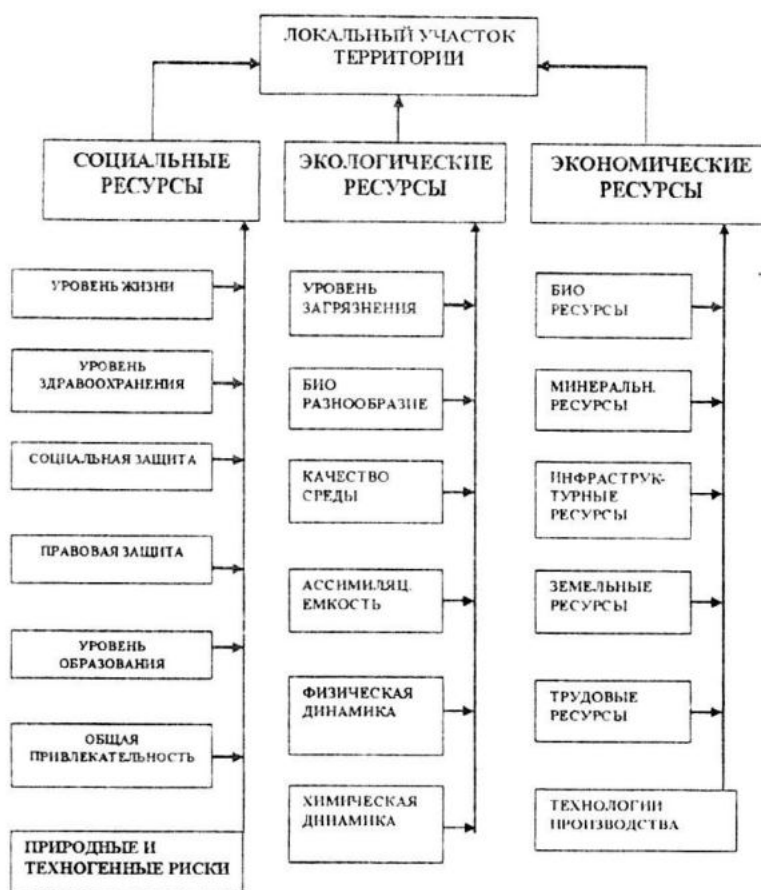 ЛОКАЛЬНЫЙ УЧАСТОК
ТЕРРИТОРИИ
СОЦИАЛЬНЫЕ
РЕСУРСЫ
ЭКОЛОГИЧЕСКИЕ
РЕСУРСЫ
ЭКОНОМИЧЕСКИЕ
РЕСУРСЫ
УРОВЕНЬ ЖИЗНИ
УРОВЕНЬ
ЗДРАВООХРАНЕНИЯ
СОЦИАЛЬНАЯ ЗАЩИТА
ПРАВОВАЯ ЗАЩИТА
УРОВЕНЬ
ОБРАЗОВАНИЯ
ОБЩАЯ
ПРИВЛЕКАТЕЛЬНОСТЬ
ПРИРОДНЫЕ И
ТЕХНОГЕННЫЕ РИСКИ
УРОВЕНЬ
ЗАГРЯЗНЕНИЯ
БИО
РАЗНООБРАЗИЕ
КАЧЕСТВО
СРЕДЫ
АССИМИЛЯЦ.
ЕМКОСТЬ
ФИЗИЧЕСКАЯ
ДИНАМИКА
ХИМИЧЕСКАЯ
ДИНАМИКА
БИО
РЕСУРСЫ
МИНЕРАЛЬН.
РЕСУРСЫ
ИНФРАСТРУК-
ТУРНЫЕ
РЕСУРСЫ
ЗЕМЕЛЬНЫЕ
РЕСУРСЫ
ТРУДОВЫЕ
РЕСУРСЫ
ТЕХНОЛОГИИ
ПРОИЗВОДСТВА